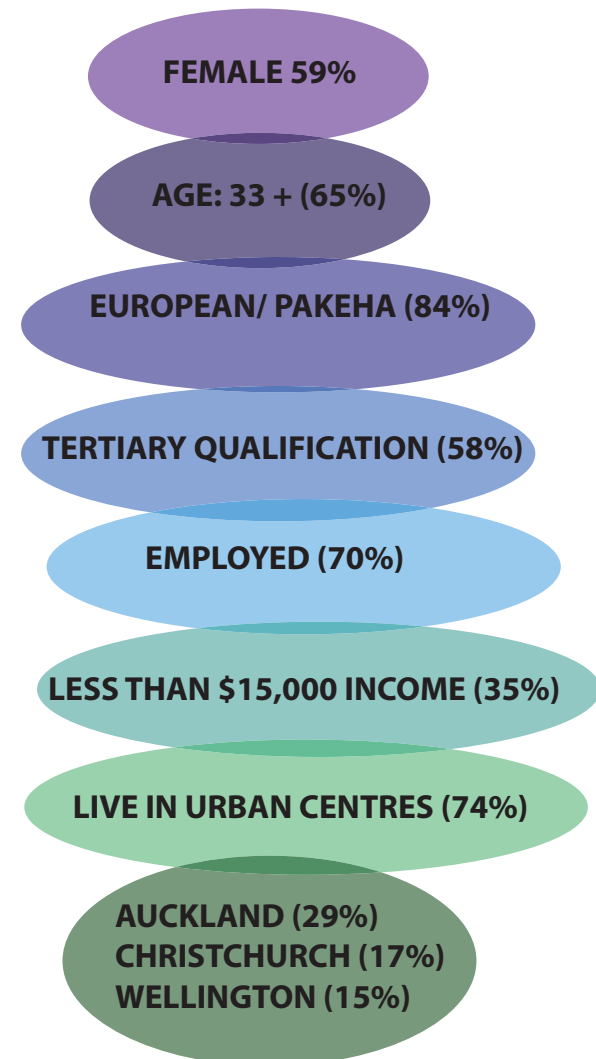 FEMALE 59%
AGE: 33 + (65%)
EUROPEAN/ PAKEHA (84%)
TERTIARY QUALIFICATION (58%)
EMPLOYED (70%)
LESS THAN $15,000 INCOME (35%)
LIVE IN URBAN CENTRES (74%)
AUCKLAND (29%)
CHRISTCHURCH (17%)
WELLINGTON (15%)